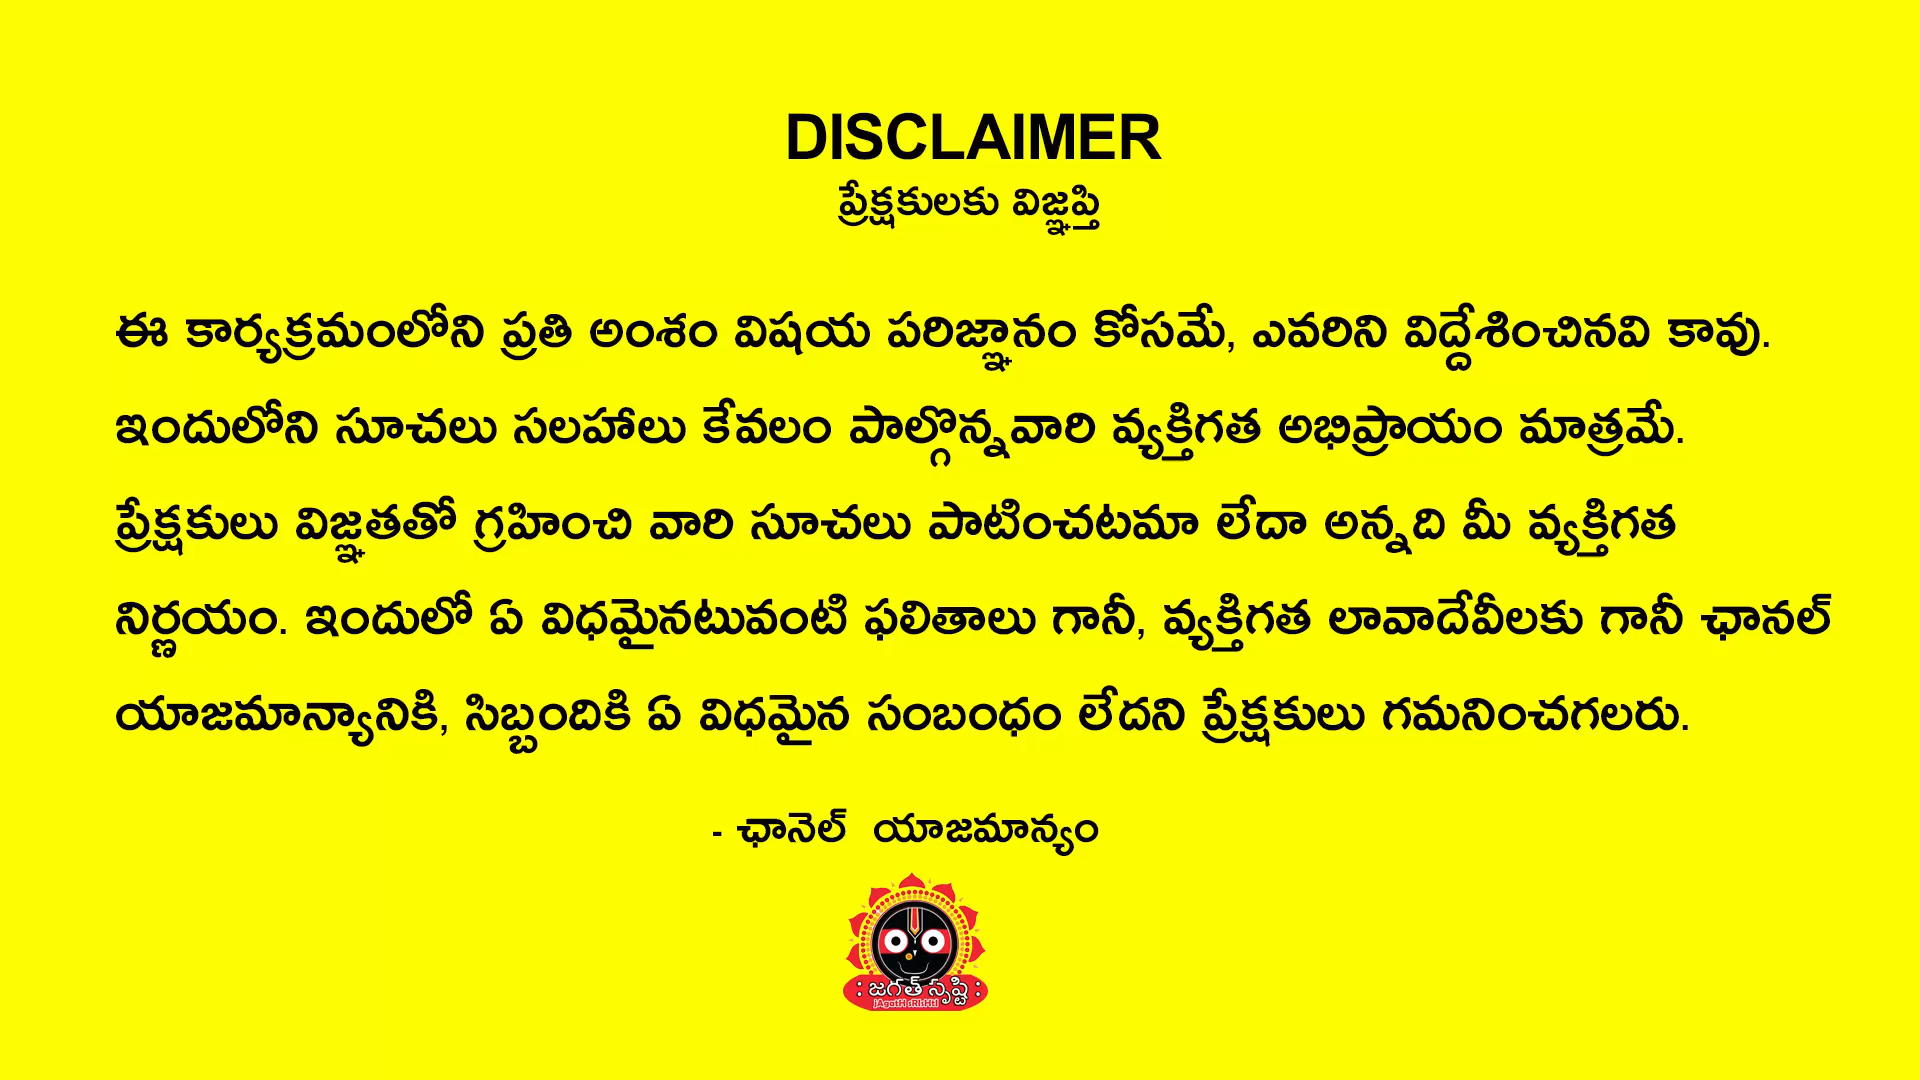 DISCLAIMER
ప్రేక్షకులకు విజ్ఞప్తి
ఈ కార్యక్రమంలోని ప్రతి అంశం విషయ పరిజ్ఞానం కోసమే, ఎవరిని విద్దేశించినవి కావు.
ఇందులోని సూచలు సలహాలు కేవలం పాల్గొన్నవారి వ్యక్తిగత అభిప్రాయం మాత్రమే.
ప్రేక్షకులు విజ్ఞతతో గ్రహించి వారి సూచలు పాటించటమా లేదా అన్నది మీ వ్యక్తిగత
నిర్ణయం. ఇందులో ఏ విధమైనటువంటి ఫలితాలు గానీ, వ్యక్తిగత లావాదేవీలకు గానీ ఛానల్
యాజమాన్యానికి, సిబ్బందికి ఏ విధమైన సంబంధం లేదని ప్రేక్షకులు గమనించగలరు.
- ఛానెల్ యాజమాన్యం
: జగత్ సృష్టి :
jAgatH sRIsHtI